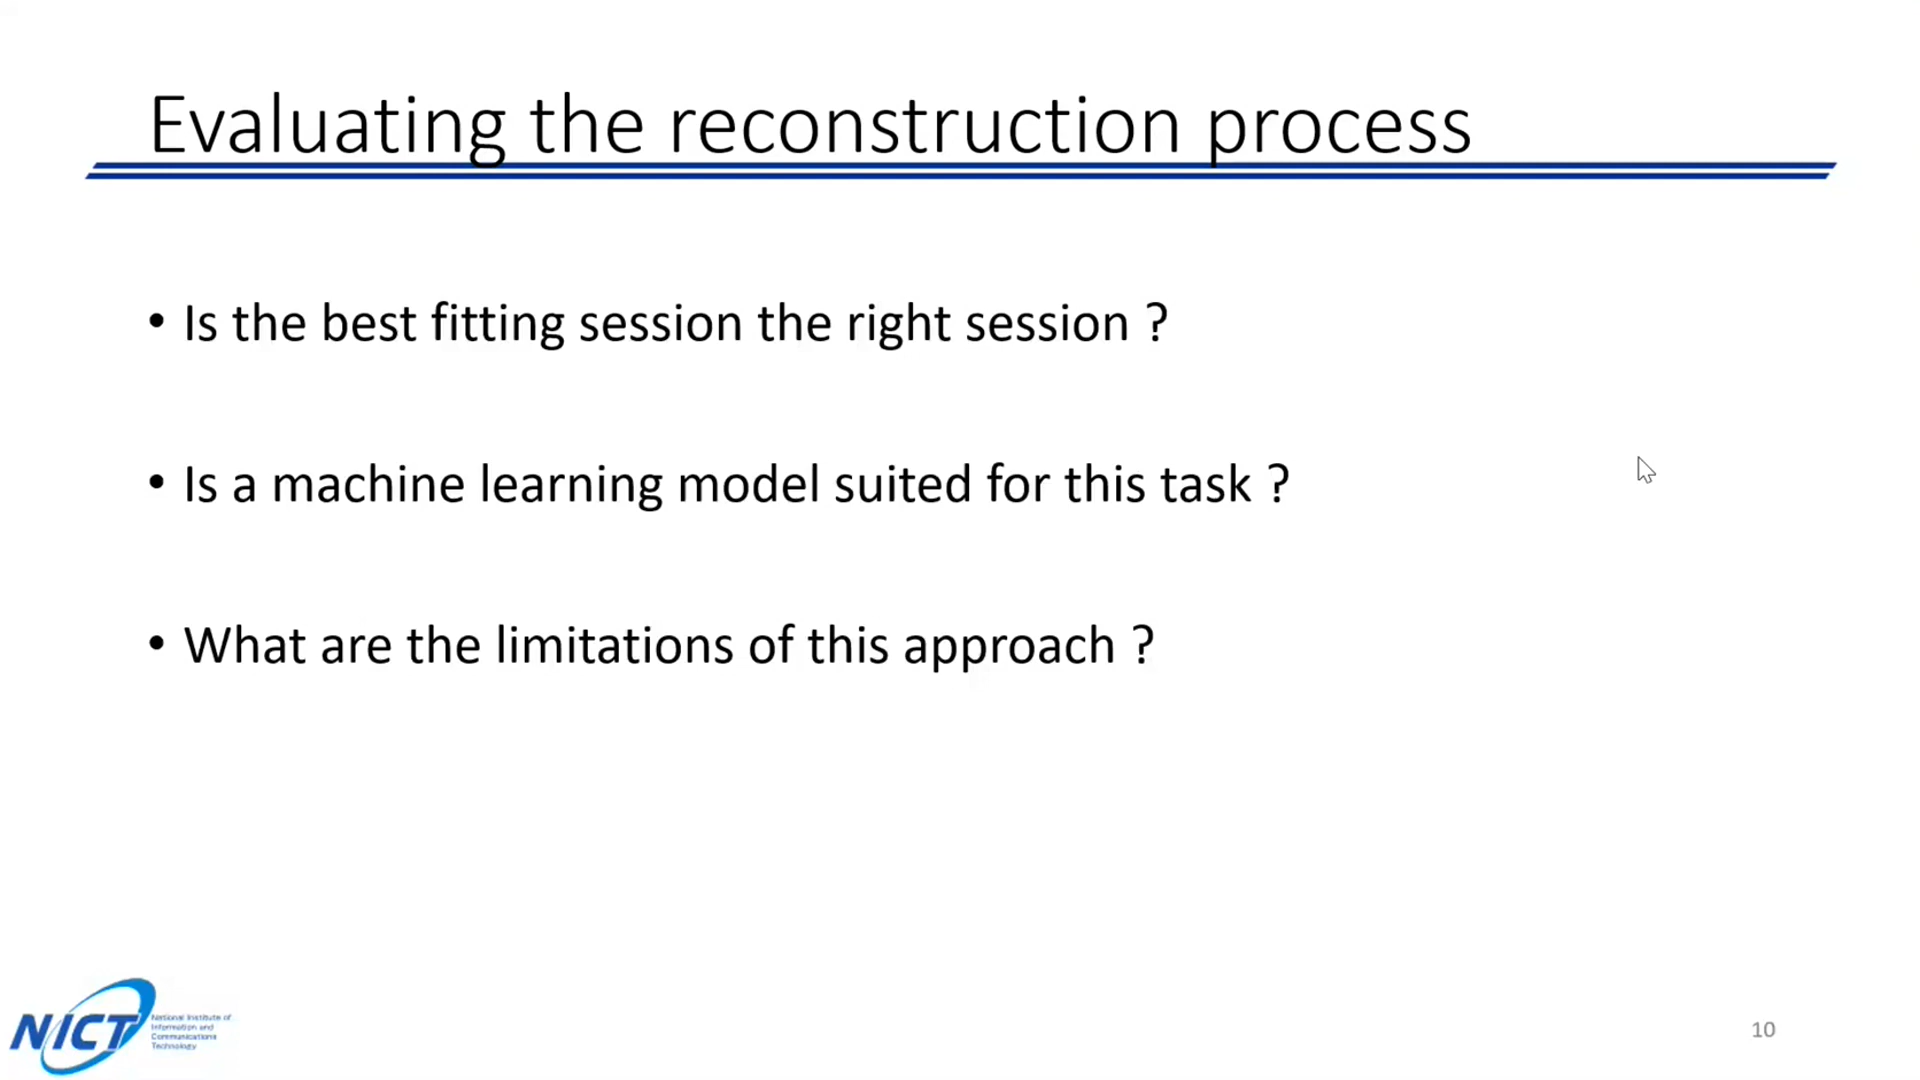 Evaluating the reconstruction process
• Is the best fitting session the right session ?
• Is a machine learning model suited for this task ?
• What are the limitations of this approach ?
NICT
National Institute of
Information and
Communications
Technology
10